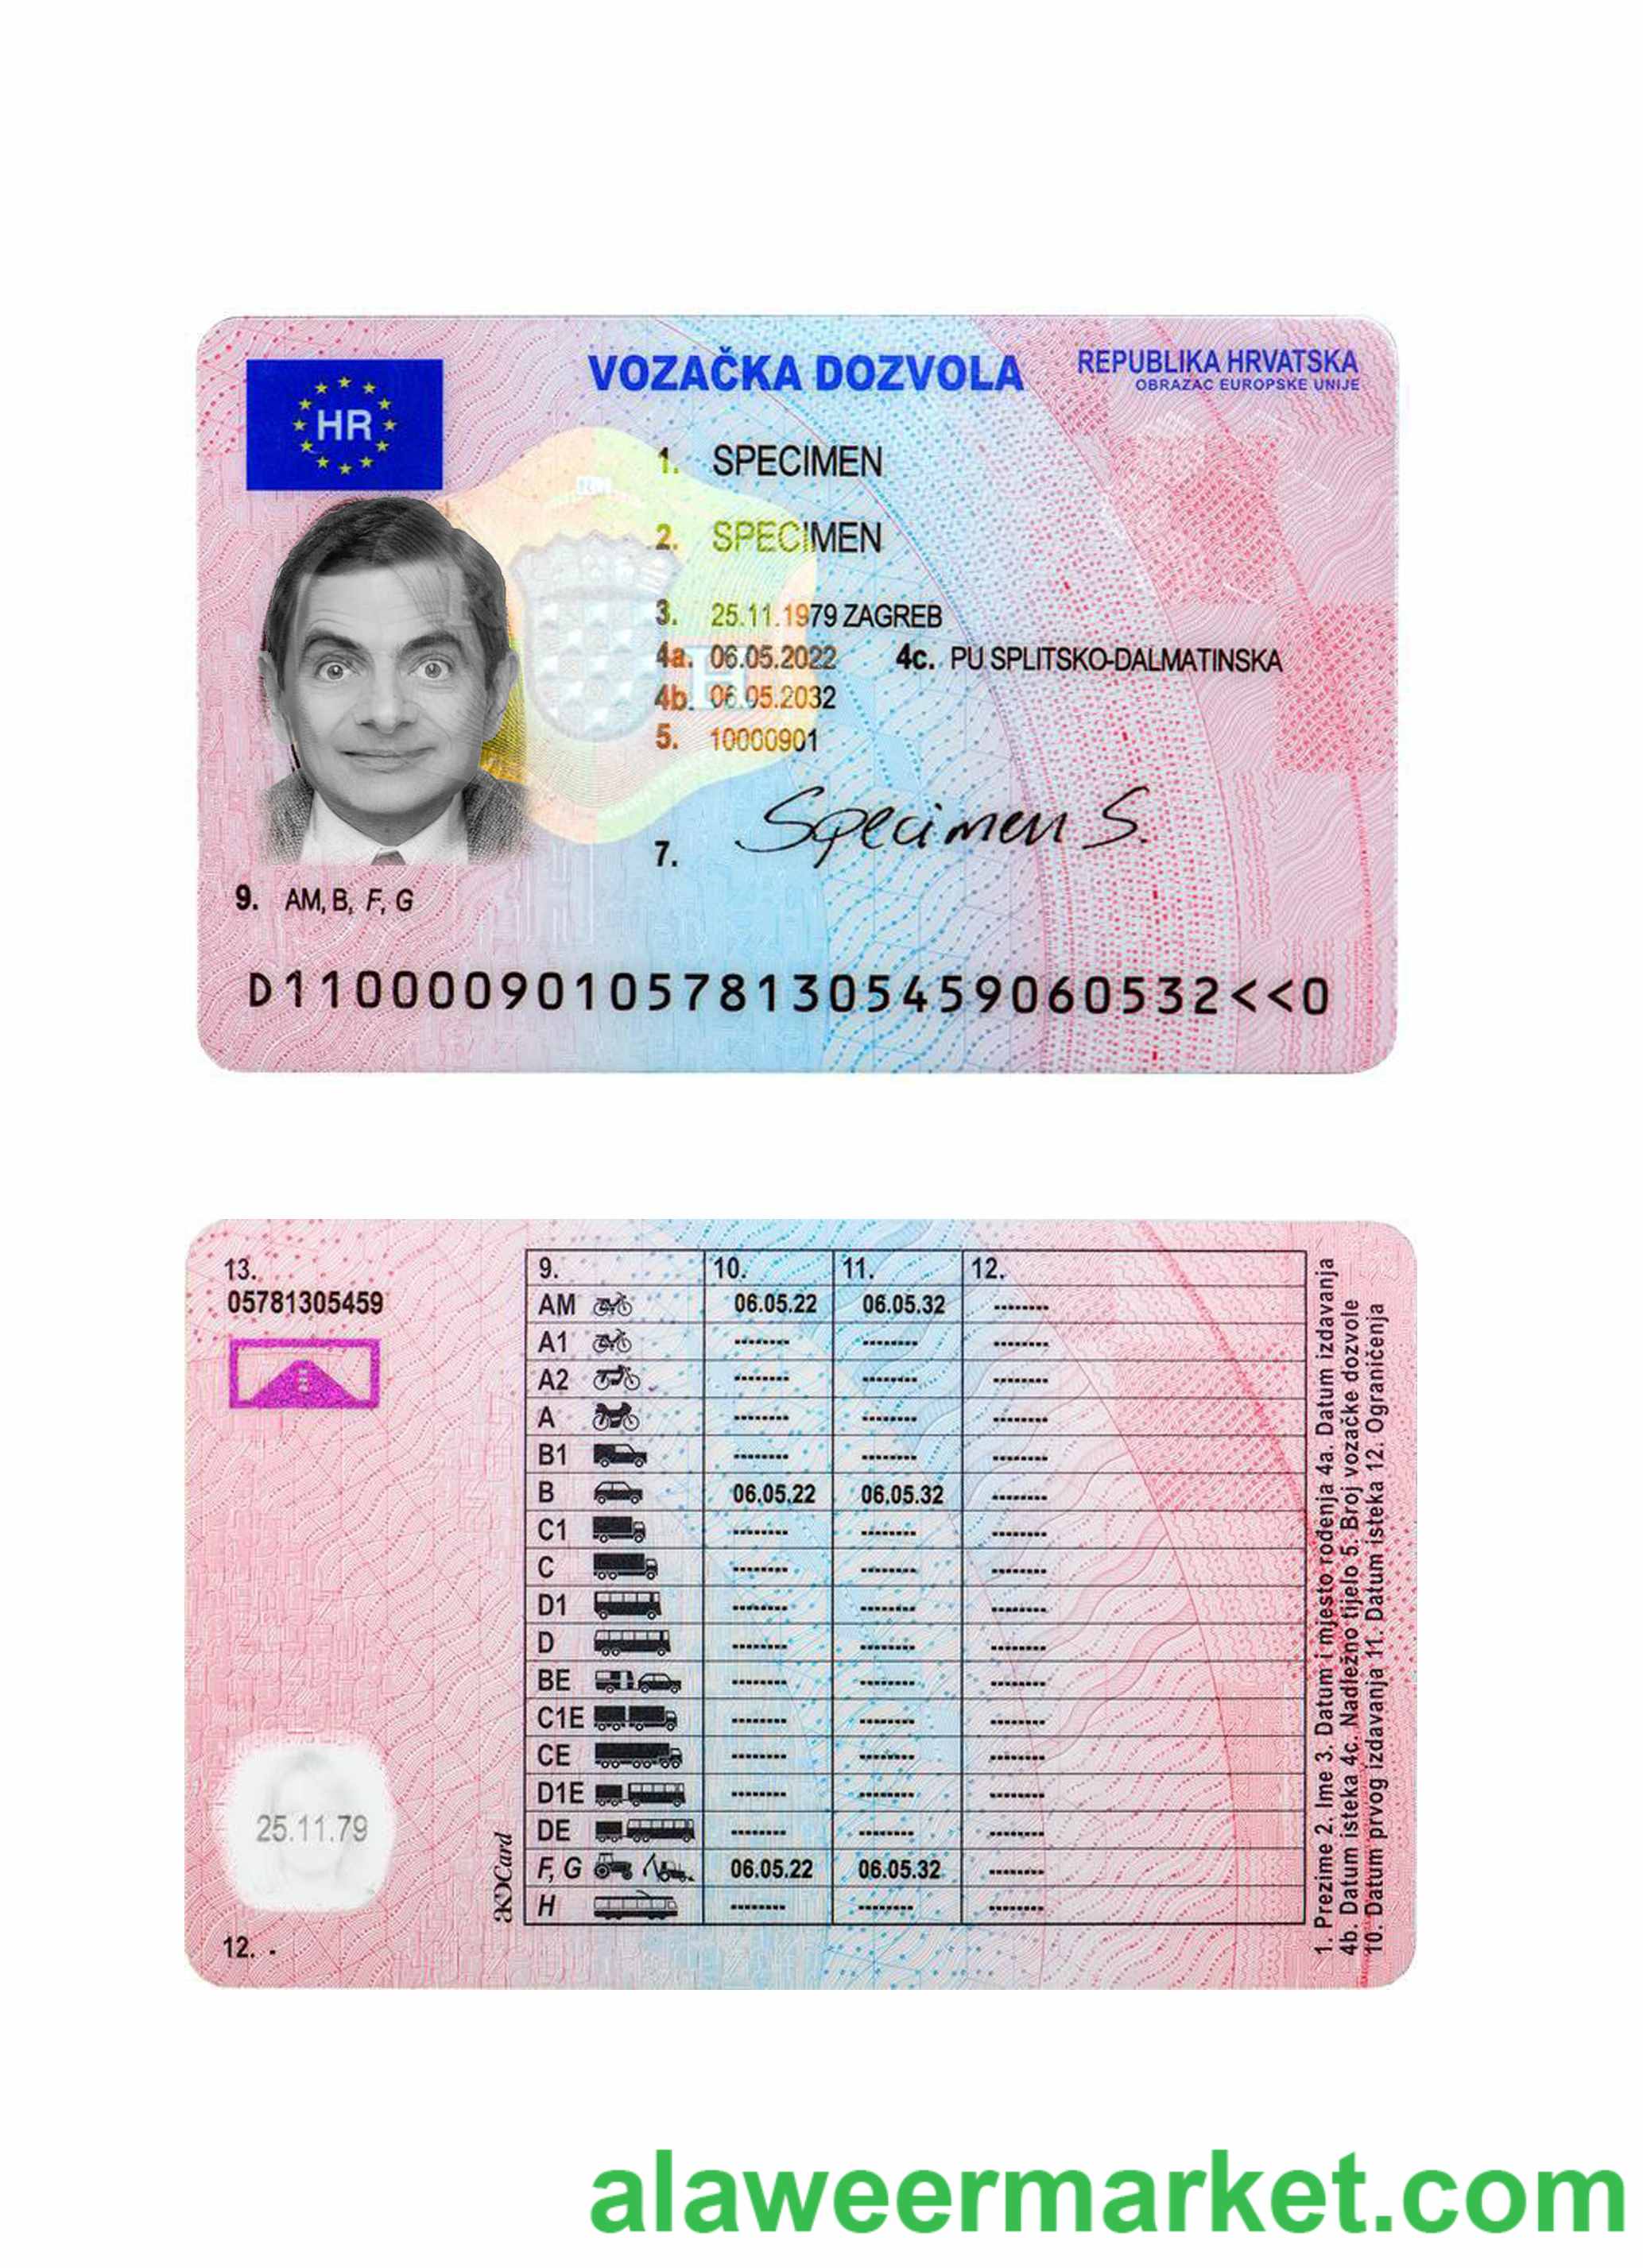 HR
VOZAČKA DOZVOLA
REPUBLIKA HRVATSKA
OBRAZAC EUROPSKE UNIJE
1. SPECIMEN
2. SPECIMEN
3. 25.11.1979 ZAGREB
4a. 06.05.2022 4c. PU SPLITSKO-DALMATINSKA
4b. 06.05.2032
5. 10000901
7. Specimen S.
9. AM, B, F, G
D1100009010578130545906​0532<<0
13.
05781305459
9. 10. 11. 12.
AM 06.05.22 06.05.32 --------
A1 -------- -------- --------
A2 -------- -------- --------
A -------- -------- --------
B1 -------- -------- --------
B 06.05.22 06.05.32 --------
C1 -------- -------- --------
C -------- -------- --------
D1 -------- -------- --------
D -------- -------- --------
BE -------- -------- --------
C1E -------- -------- --------
CE -------- -------- --------
D1E -------- -------- --------
DE -------- -------- --------
F, G 06.05.22 06.05.32 --------
H -------- -------- --------
25.11.79
12. -
Card
1. Prezime 2. Ime 3. Datum i mjesto rođenja 4a. Datum izdavanja
4b. Datum isteka 4c. Nadležno tijelo 5. Broj vozačke dozvole
10. Datum prvog izdavanja 11. Datum isteka 12. Ograničenja
alaweermarket.com